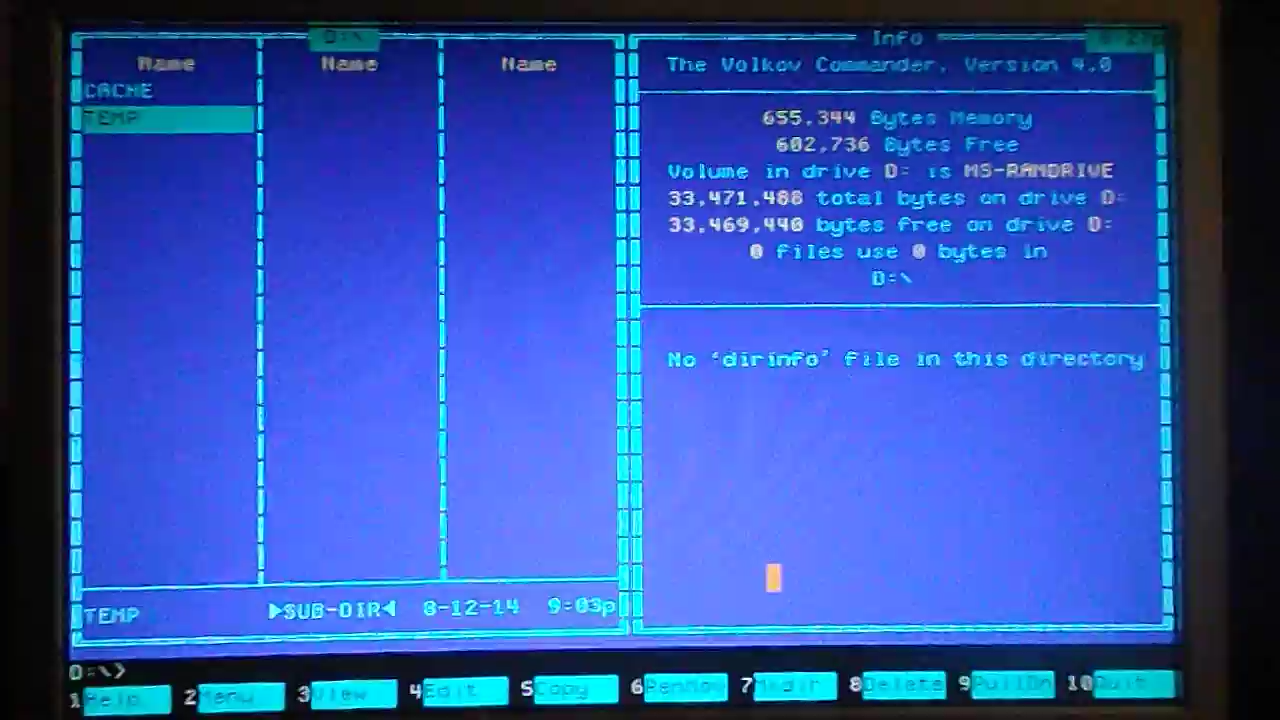 D:\
Name Name Name
CACHE
TEMP
TEMP ►SUB-DIR◄ 8-12-14 9:03p
Info
The Volkov Commander, Version 4.0
655,344 Bytes Memory
602,736 Bytes Free
Volume in drive D: is MS-RAMDRIVE
33,471,488 total bytes on drive D:
33,469,440 bytes free on drive D:
0 files use 0 bytes in
D:\
No 'dirinfo' file in this directory
D:\>
1Help 2Menu 3View 4Edit 5Copy 6RenMov 7Mkdir 8Delete 9PullDn 10Quit